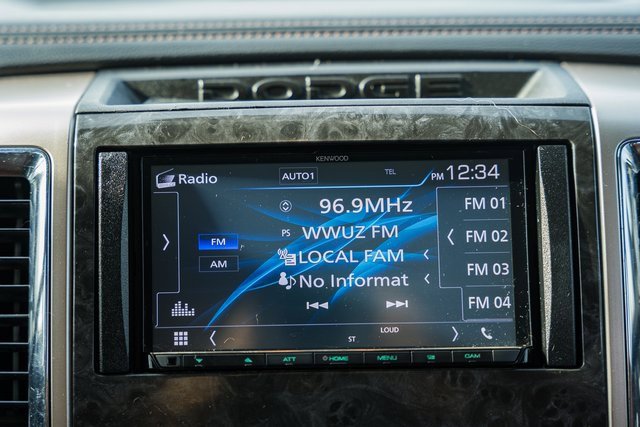 DODGE
KENWOOD
Radio AUTO1 TEL PM 12:34
96.9MHz FM 01
FM PS WWUZ FM FM 02
AM LOCAL FAM FM 03
No Informat FM 04
LOUD
ST
ATT HOME MENU CAM